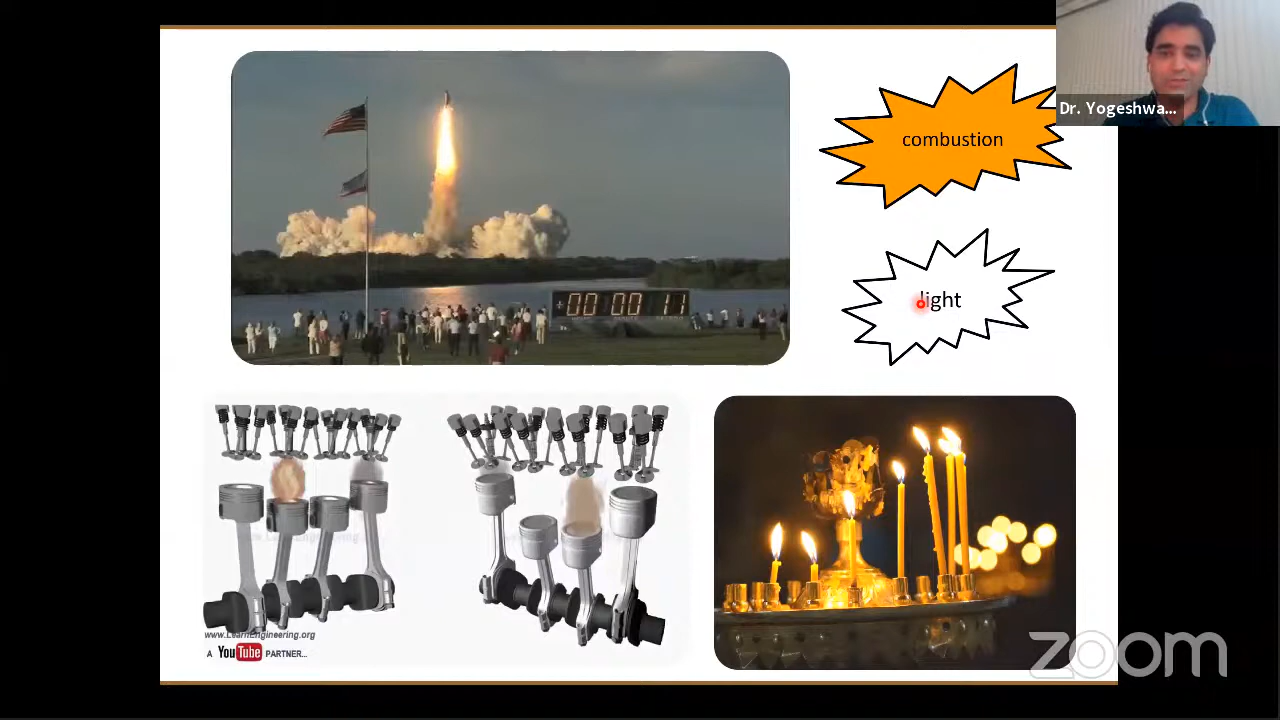 combustion
Dr. Yogeshwa...
light
00 00 11
www.LearnEngineering.org
A YouTube PARTNER...
zoom